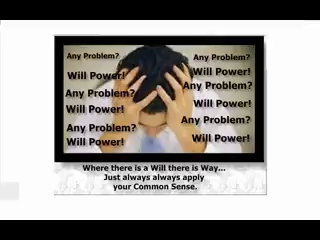 Any Problem?
Will Power!
Any Problem?
Will Power!
Any Problem?
Will Power!
Any Problem?
Will Power!
Any Problem?
Will Power!
Any Problem?
Will Power!
Where there is a Will there is Way...
Just always always apply
your Common Sense.